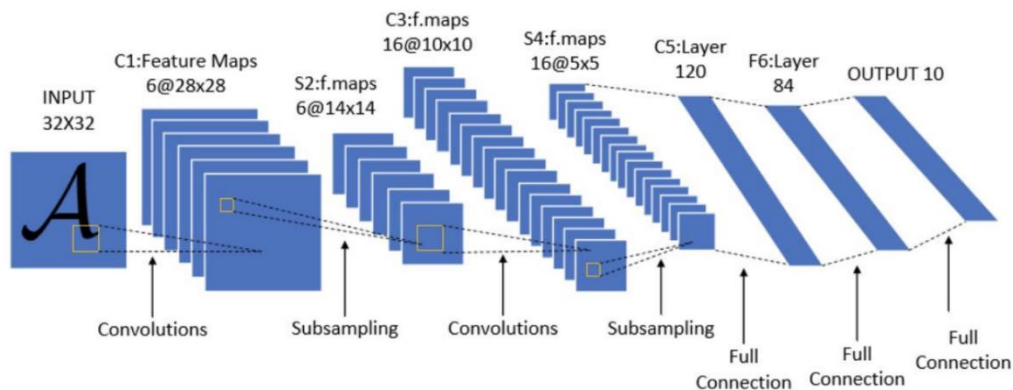 INPUT
32X32
A
C1:Feature Maps
6@28x28
S2:f.maps
6@14x14
C3:f.maps
16@10x10
S4:f.maps
16@5x5
C5:Layer
120
F6:Layer
84
OUTPUT 10
Convolutions
Subsampling
Convolutions
Subsampling
Full
Connection
Full
Connection
Full
Connection